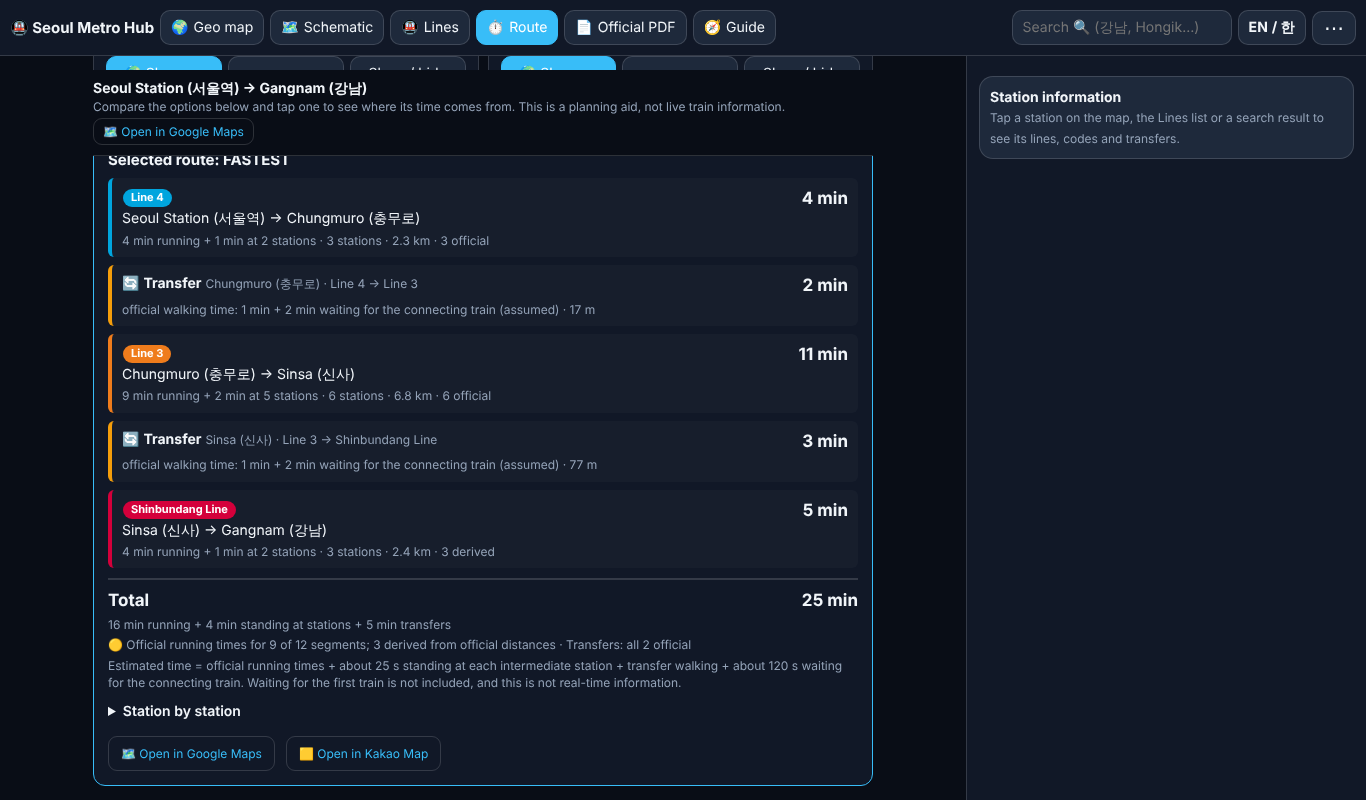 Seoul Metro Hub
Geo map
Schematic
Lines
Route
Official PDF
Guide
Search 🔍 (강남, Hongik...)
EN / 한
⋯
Seoul Station (서울역) → Gangnam (강남)
Compare the options below and tap one to see where its time comes from. This is a planning aid, not live train information.
Open in Google Maps
Selected route: FASTEST
Line 4
4 min
Seoul Station (서울역) → Chungmuro (충무로)
4 min running + 1 min at 2 stations · 3 stations · 2.3 km · 3 official
Transfer Chungmuro (충무로) · Line 4 → Line 3
2 min
official walking time: 1 min + 2 min waiting for the connecting train (assumed) · 17 m
Line 3
11 min
Chungmuro (충무로) → Sinsa (신사)
9 min running + 2 min at 5 stations · 6 stations · 6.8 km · 6 official
Transfer Sinsa (신사) · Line 3 → Shinbundang Line
3 min
official walking time: 1 min + 2 min waiting for the connecting train (assumed) · 77 m
Shinbundang Line
5 min
Sinsa (신사) → Gangnam (강남)
4 min running + 1 min at 2 stations · 3 stations · 2.4 km · 3 derived
Total
25 min
16 min running + 4 min standing at stations + 5 min transfers
Official running times for 9 of 12 segments; 3 derived from official distances · Transfers: all 2 official
Estimated time = official running times + about 25 s standing at each intermediate station + transfer walking + about 120 s waiting
for the connecting train. Waiting for the first train is not included, and this is not real-time information.
▶ Station by station
Open in Google Maps
Open in Kakao Map
Station information
Tap a station on the map, the Lines list or a search result to
see its lines, codes and transfers.